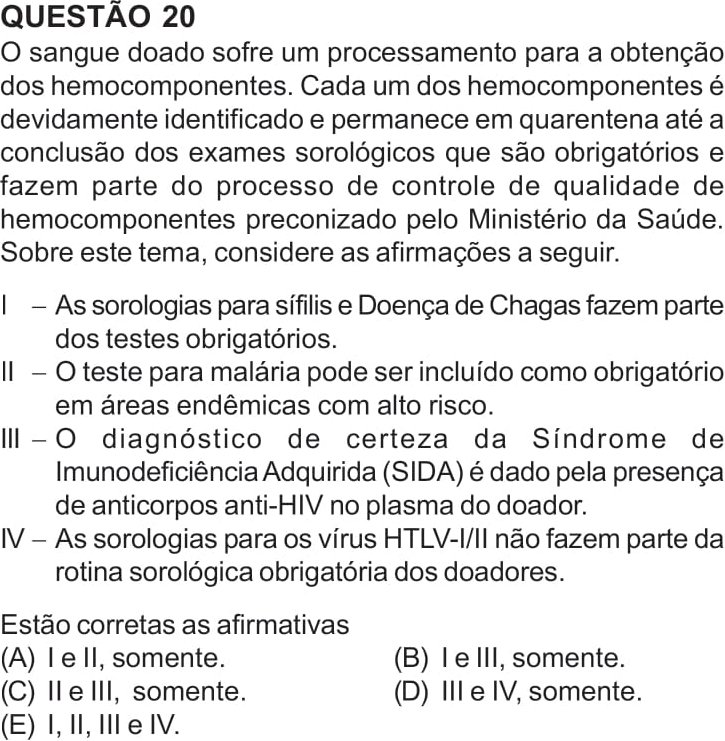 QUESTÃO 20
O sangue doado sofre um processamento para a obtenção
dos hemocomponentes. Cada um dos hemocomponentes é
devidamente identificado e permanece em quarentena até a
conclusão dos exames sorológicos que são obrigatórios e
fazem parte do processo de controle de qualidade de
hemocomponentes preconizado pelo Ministério da Saúde.
Sobre este tema, considere as afirmações a seguir.
I – As sorologias para sífilis e Doença de Chagas fazem parte
dos testes obrigatórios.
II – O teste para malária pode ser incluído como obrigatório
em áreas endêmicas com alto risco.
III – O diagnóstico de certeza da Síndrome de
Imunodeficiência Adquirida (SIDA) é dado pela presença
de anticorpos anti-HIV no plasma do doador.
IV – As sorologias para os vírus HTLV-I/II não fazem parte da
rotina sorológica obrigatória dos doadores.
Estão corretas as afirmativas
(A) I e II, somente. (B) I e III, somente.
(C) II e III, somente. (D) III e IV, somente.
(E) I, II, III e IV.